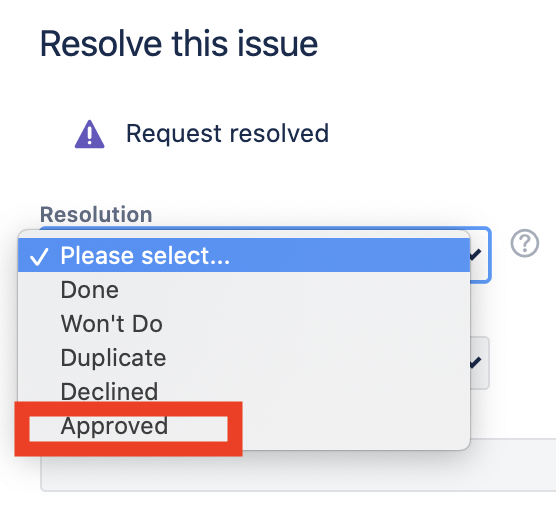 Resolve this issue
Request resolved
Resolution
✓ Please select...
Done
Won't Do
Duplicate
Declined
Approved